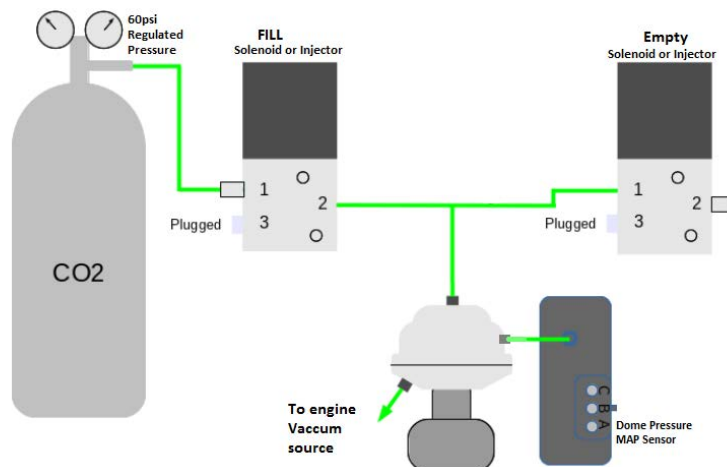 60psi
Regulated
Pressure
FILL
Solenoid or Injector
Empty
Solenoid or Injector
1
2
3
Plugged
1
2
3
Plugged
CO2
To engine
Vaccum
source
C
B
A
Dome Pressure
MAP Sensor